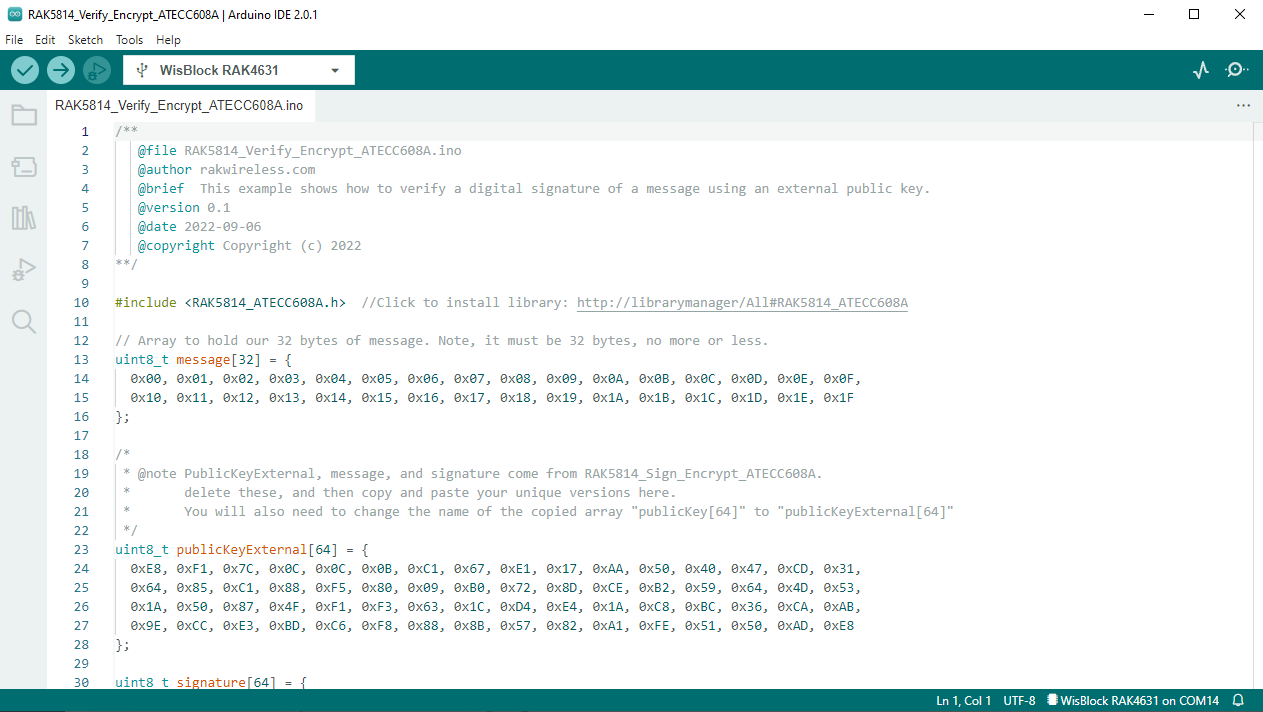 RAK5814_Verify_Encrypt_ATECC608A | Arduino IDE 2.0.1
File Edit Sketch Tools Help
WisBlock RAK4631
RAK5814_Verify_Encrypt_ATECC608A.ino
1 /**
2 @file RAK5814_Verify_Encrypt_ATECC608A.ino
3 @author rakwireless.com
4 @brief  This example shows how to verify a digital signature of a message using an external public key.
5 @version 0.1
6 @date 2022-09-06
7 @copyright Copyright (c) 2022
8 **/
9
10 #include <RAK5814_ATECC608A.h>  //Click to install library: http://librarymanager/All#RAK5814_ATECC608A
11
12 // Array to hold our 32 bytes of message. Note, it must be 32 bytes, no more or less.
13 uint8_t message[32] = {
14 0x00, 0x01, 0x02, 0x03, 0x04, 0x05, 0x06, 0x07, 0x08, 0x09, 0x0A, 0x0B, 0x0C, 0x0D, 0x0E, 0x0F,
15 0x10, 0x11, 0x12, 0x13, 0x14, 0x15, 0x16, 0x17, 0x18, 0x19, 0x1A, 0x1B, 0x1C, 0x1D, 0x1E, 0x1F
16 };
17
18 /*
19 * @note PublicKeyExternal, message, and signature come from RAK5814_Sign_Encrypt_ATECC608A.
20 *       delete these, and then copy and paste your unique versions here.
21 *       You will also need to change the name of the copied array "publicKey[64]" to "publicKeyExternal[64]"
22 */
23 uint8_t publicKeyExternal[64] = {
24 0xE8, 0xF1, 0x7C, 0x0C, 0x0C, 0x0B, 0xC1, 0x67, 0xE1, 0x17, 0xAA, 0x50, 0x40, 0x47, 0xCD, 0x31,
25 0x64, 0x85, 0xC1, 0x88, 0xF5, 0x80, 0x09, 0xB0, 0x72, 0x8D, 0xCE, 0xB2, 0x59, 0x64, 0x4D, 0x53,
26 0x1A, 0x50, 0x87, 0x4F, 0xF1, 0xF3, 0x63, 0x1C, 0xD4, 0xE4, 0x1A, 0xC8, 0xBC, 0x36, 0xCA, 0xAB,
27 0x9E, 0xCC, 0xE3, 0xBD, 0xC6, 0xF8, 0x88, 0x8B, 0x57, 0x82, 0xA1, 0xFE, 0x51, 0x50, 0xAD, 0xE8
28 };
29
30 uint8_t signature[64] = {
Ln 1, Col 1 UTF-8 WisBlock RAK4631 on COM14